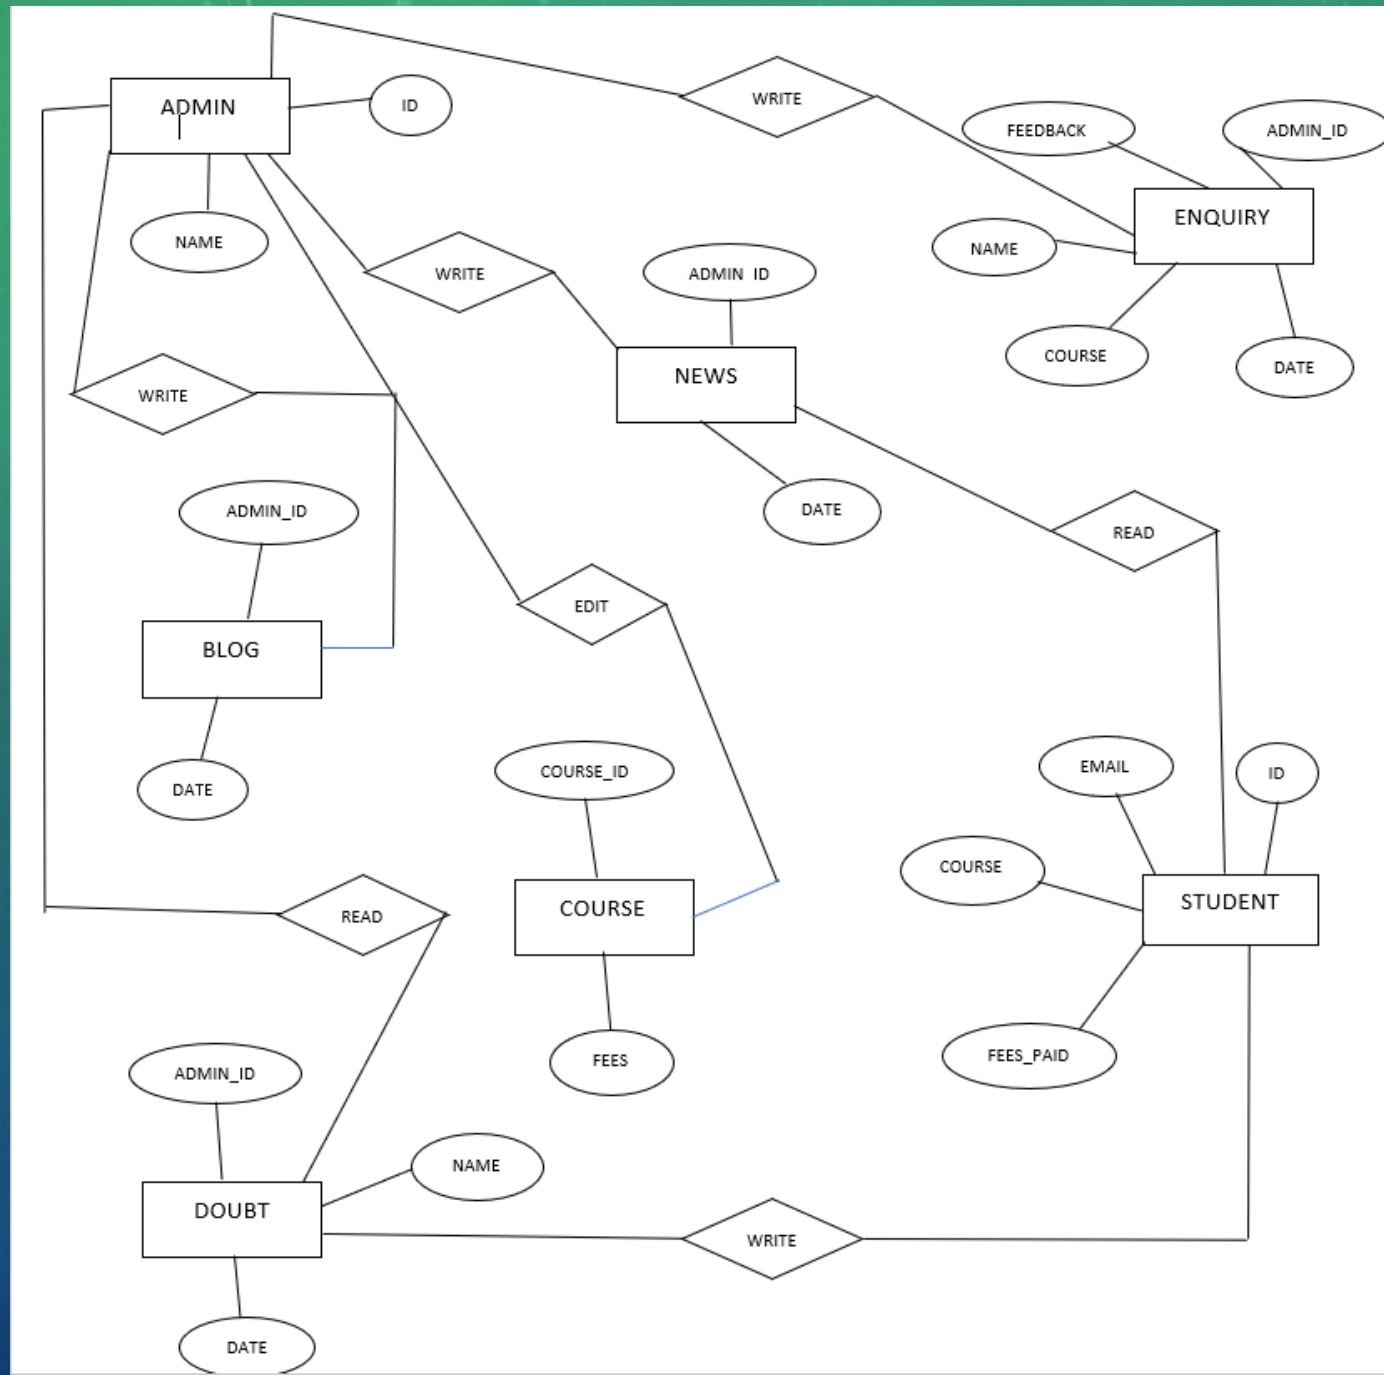 WRITE
ADMIN
ID
FEEDBACK
ADMIN_ID
ENQUIRY
NAME
NAME
WRITE
ADMIN ID
COURSE
DATE
NEWS
WRITE
DATE
ADMIN_ID
READ
EDIT
BLOG
COURSE_ID
EMAIL
ID
DATE
COURSE
COURSE
STUDENT
READ
FEES
FEES_PAID
ADMIN_ID
NAME
DOUBT
WRITE
DATE